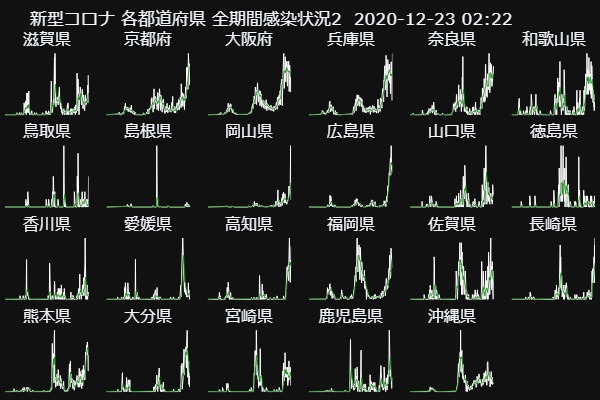 新型コロナ 各都道府県 全期間感染状況2 2020-12-23 02:22
滋賀県 京都府 大阪府 兵庫県 奈良県 和歌山県
鳥取県 島根県 岡山県 広島県 山口県 徳島県
香川県 愛媛県 高知県 福岡県 佐賀県 長崎県
熊本県 大分県 宮崎県 鹿児島県 沖縄県